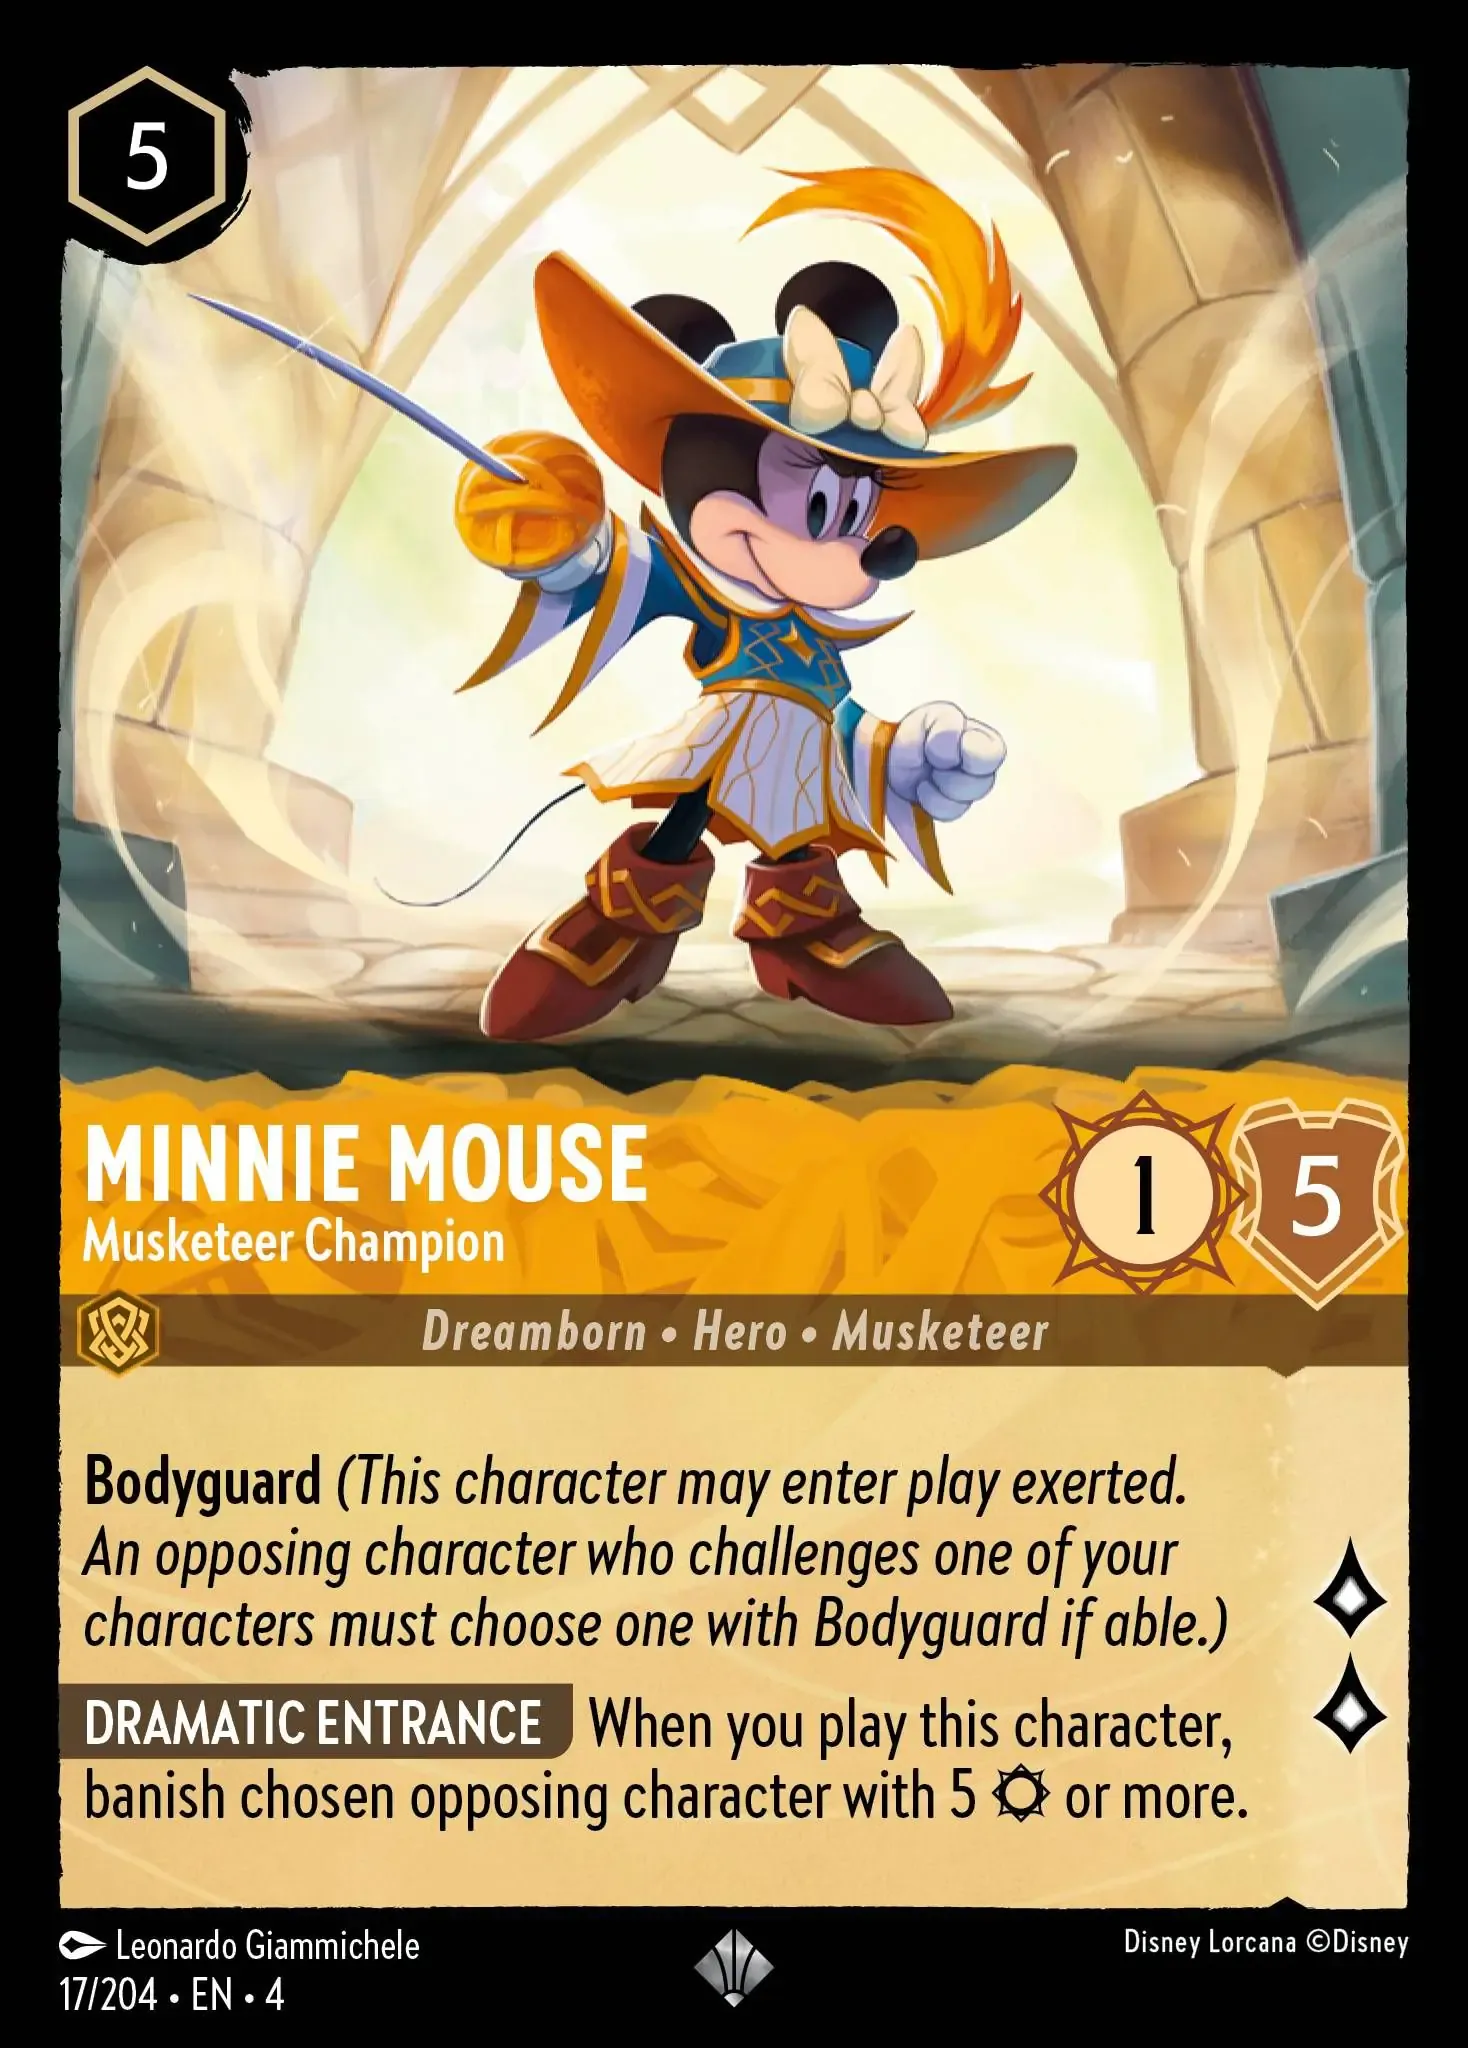 5
MINNIE MOUSE
Musketeer Champion
1
5
Dreamborn • Hero • Musketeer
Bodyguard (This character may enter play exerted.
An opposing character who challenges one of your
characters must choose one with Bodyguard if able.)
DRAMATIC ENTRANCE When you play this character,
banish chosen opposing character with 5 or more.
Leonardo Giammichele
17/204 • EN • 4
Disney Lorcana ©Disney